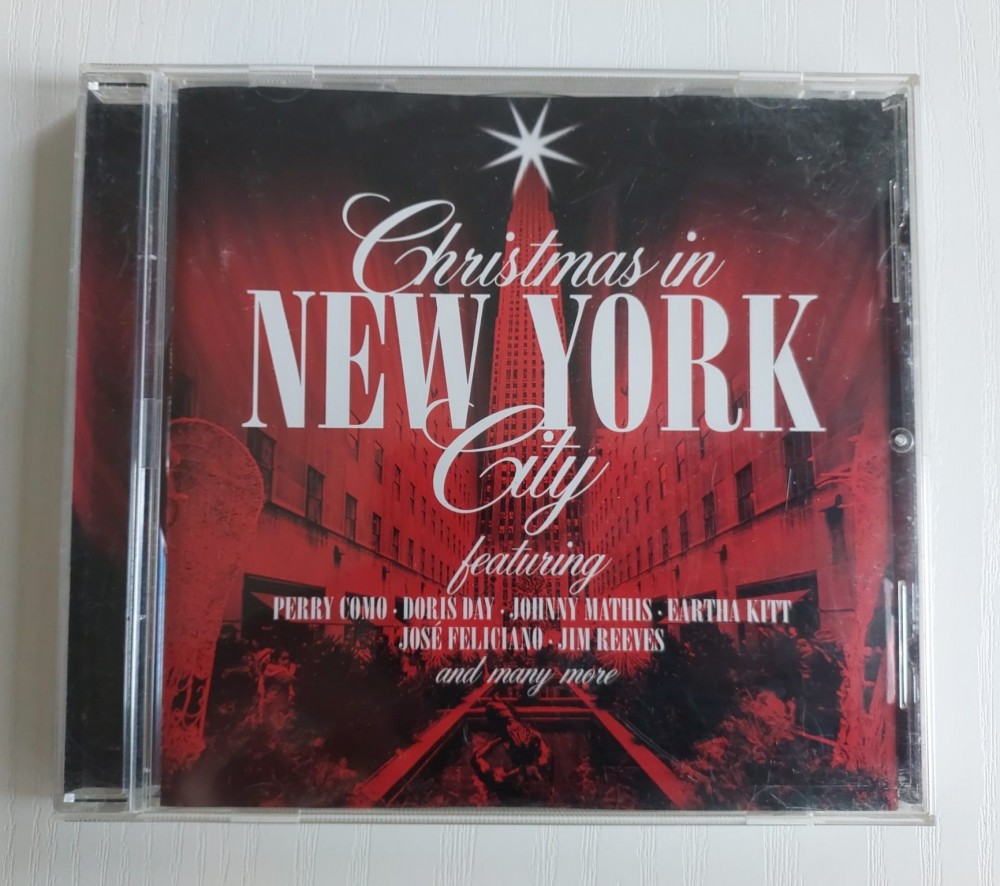 Christmas in
NEW YORK
City
featuring
PERRY COMO · DORIS DAY · JOHNNY MATHIS · EARTHA KITT
JOSÉ FELICIANO · JIM REEVES
and many more